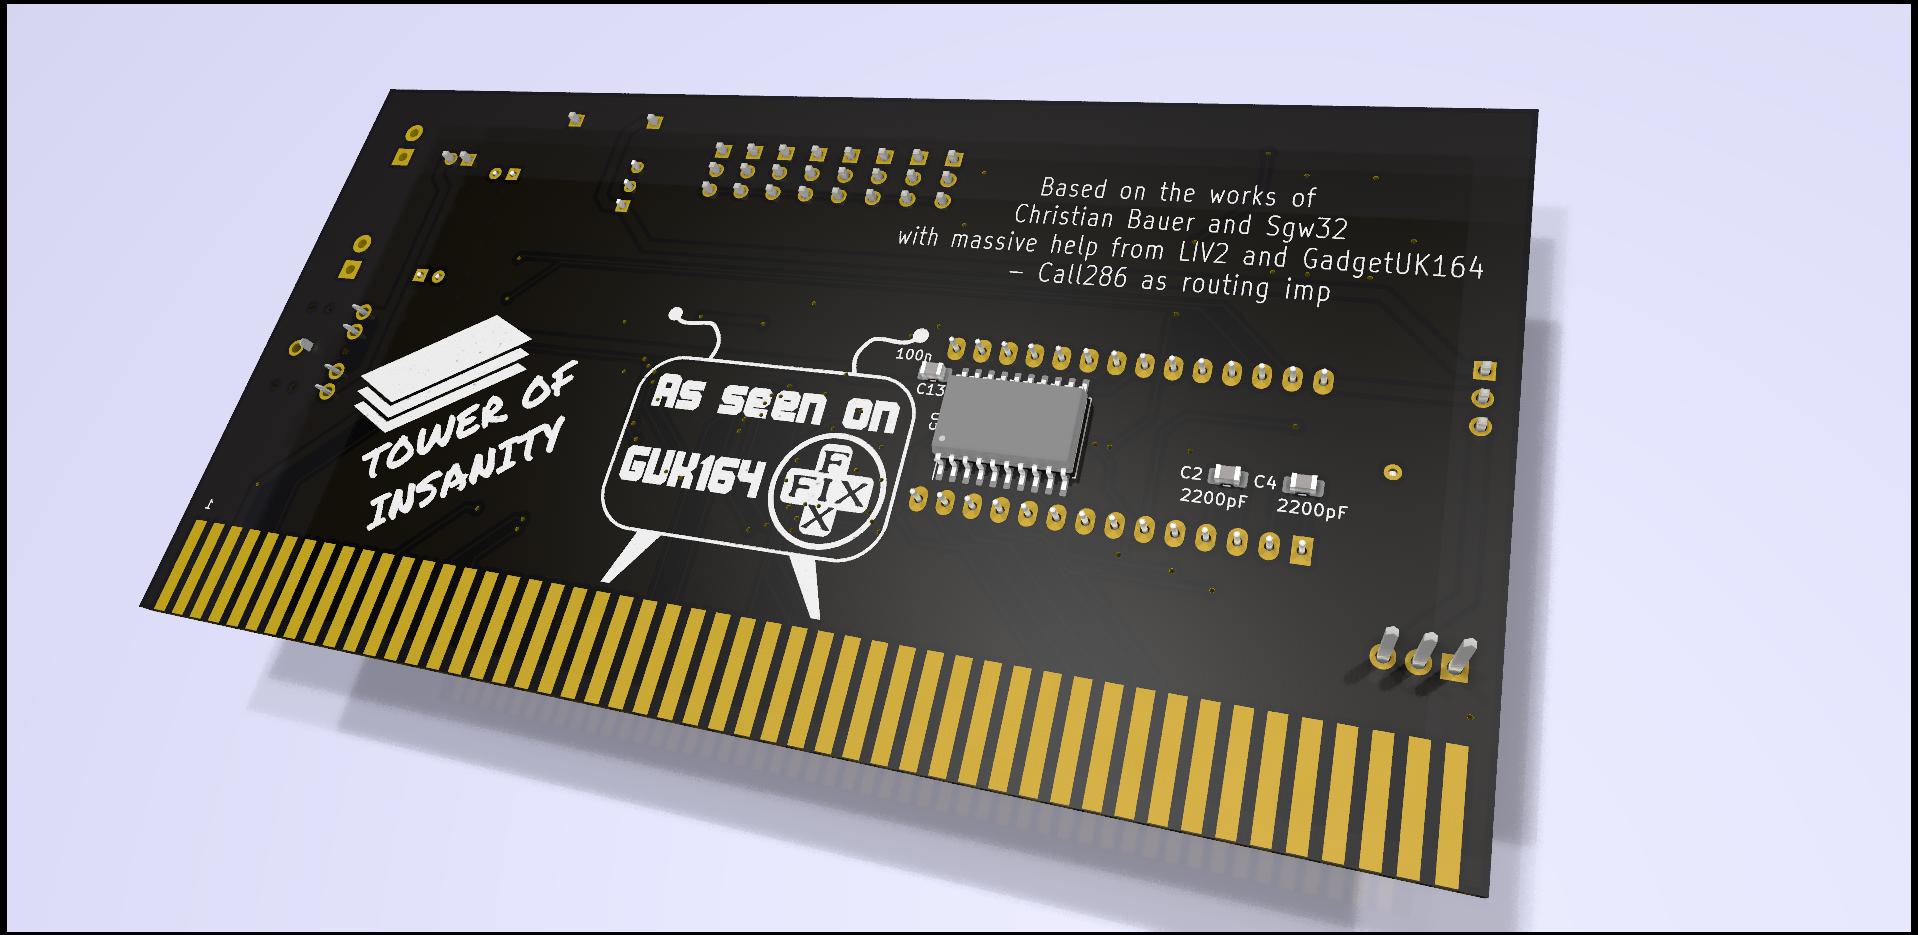 Based on the works of
Christian Bauer and Sgw32
with massive help from LIV2 and GadgetUK164
- Call286 as routing imp
100n
C13
TOWER OF
INSANITY
As seen on
GUK164
F
FIX
X
C2
2200pF
C4
2200pF
1